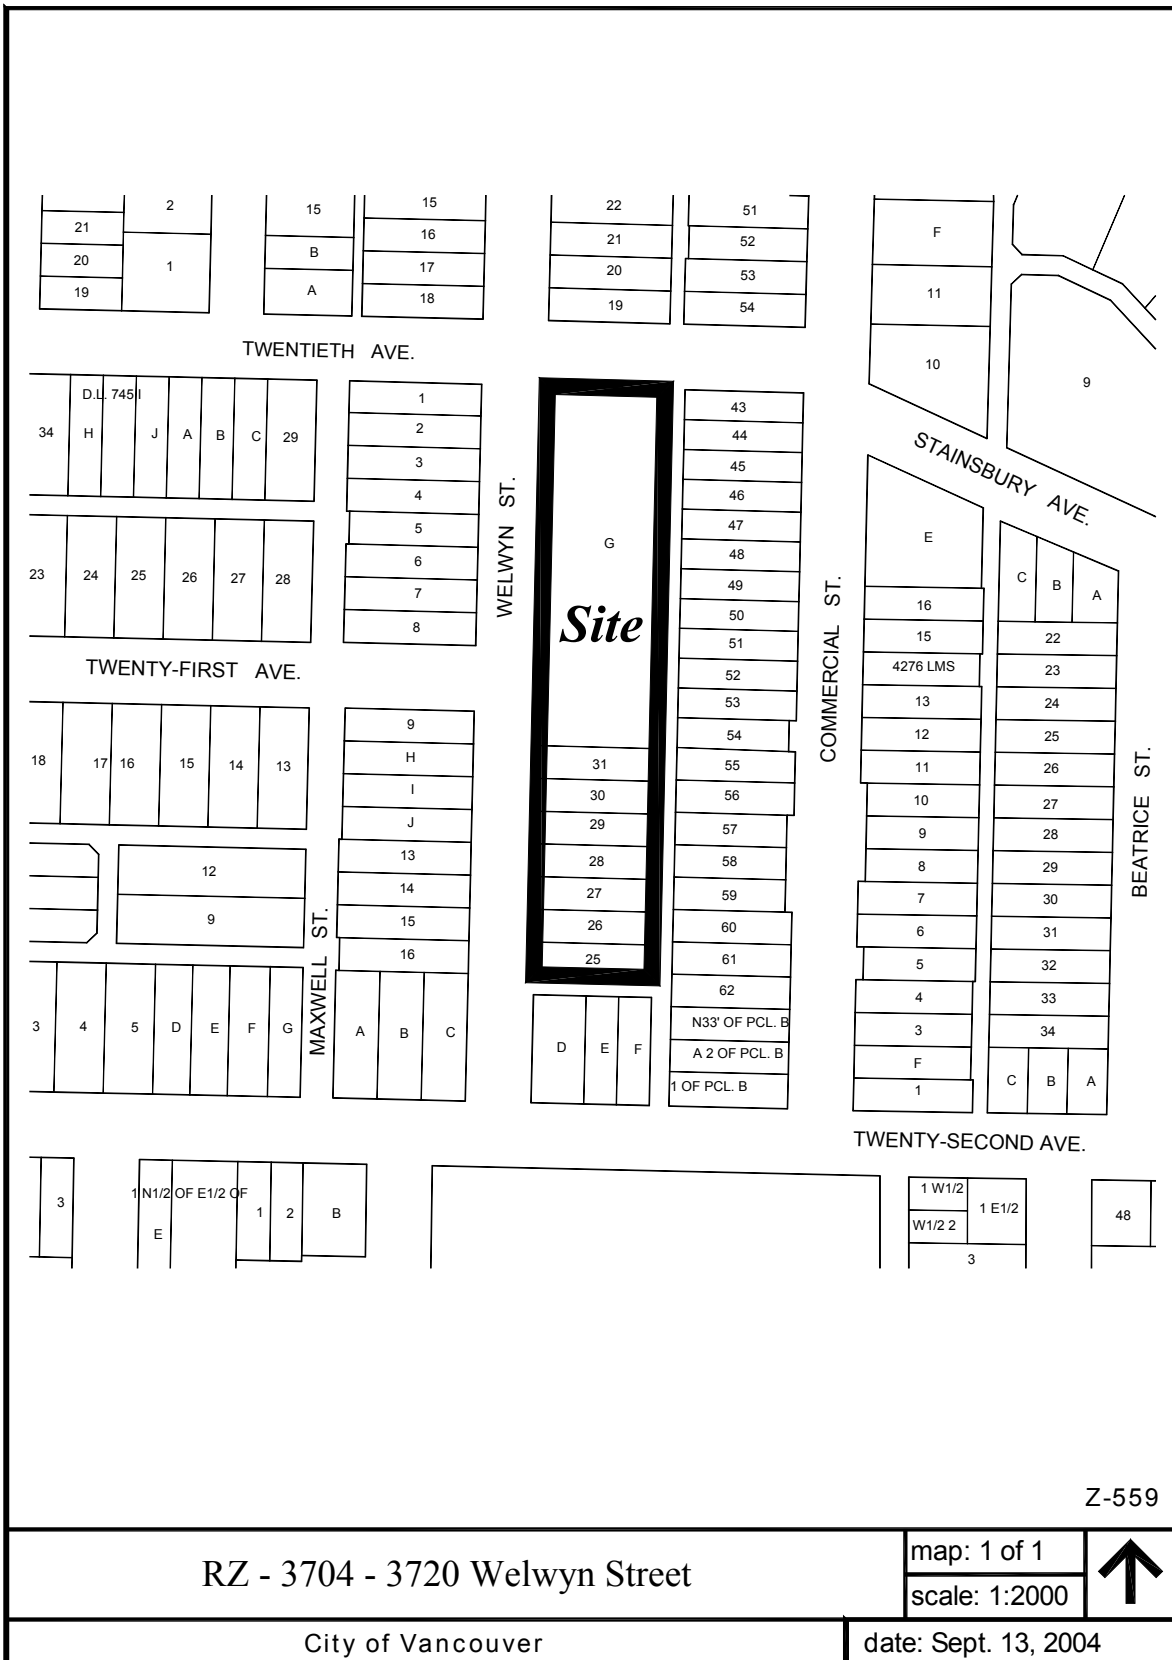 2
15
15
22
51
21
16
F
20
B
17
21
52
19
1
A
18
20
53
11
19
54
10
9
TWENTIETH AVE.
D.L. 745
I
34
H
J
A
B
C
29
1
2
3
4
5
6
7
8
WELWYN ST.
G
Site
43
44
45
46
47
48
49
50
51
52
53
54
55
56
57
58
59
60
61
62
N33' OF PCL. B
A 2 OF PCL. B
1 OF PCL. B
STAINSBURY AVE.
E
16
15
4276 LMS
13
12
11
10
9
8
7
6
5
4
3
F
1
C
B
A
22
23
24
25
26
27
28
29
30
31
32
33
34
C
B
A
COMMERCIAL ST.
BEATRICE ST.
23
24
25
26
27
28
TWENTY-FIRST AVE.
18
17
16
15
14
13
9
H
I
J
13
14
15
16
31
30
29
28
27
26
25
12
9
MAXWELL ST.
3
4
5
D
E
F
G
A
B
C
D
E
F
TWENTY-SECOND AVE.
3
1 N1/2 OF E1/2 OF
E
1
2
B
1 W1/2
1 E1/2
W1/2 2
3
48
Z-559
RZ - 3704 - 3720 Welwyn Street
map: 1 of 1
scale: 1:2000
City of Vancouver
date: Sept. 13, 2004